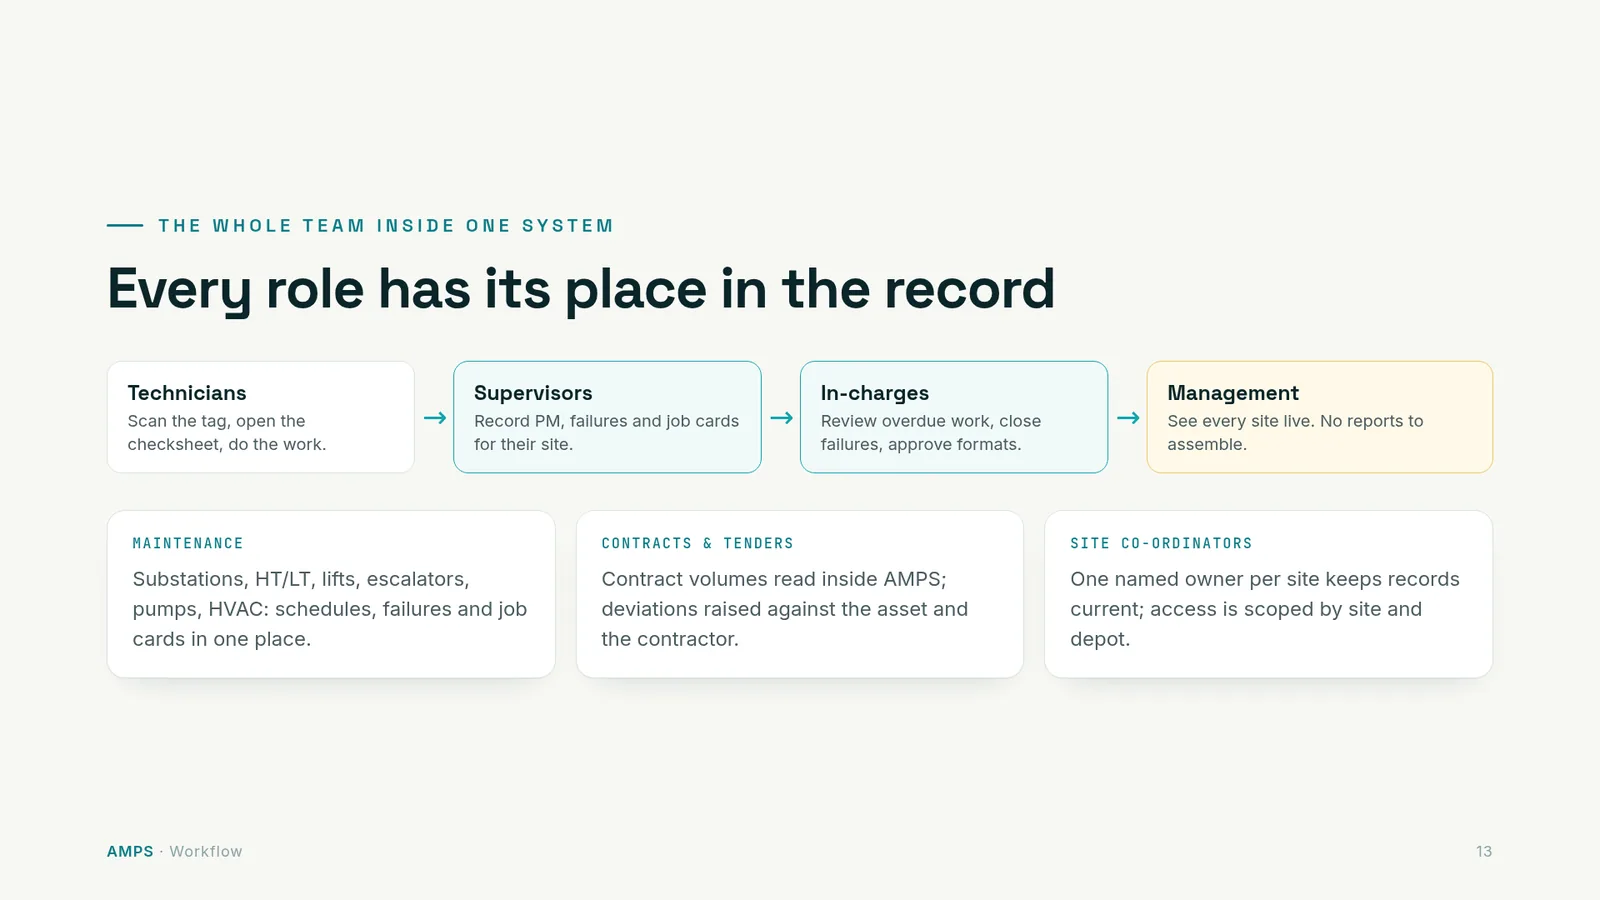 THE WHOLE TEAM INSIDE ONE SYSTEM
Every role has its place in the record
Technicians
Scan the tag, open the
checksheet, do the work.
→
Supervisors
Record PM, failures and job cards
for their site.
→
In-charges
Review overdue work, close
failures, approve formats.
→
Management
See every site live. No reports to
assemble.
MAINTENANCE
Substations, HT/LT, lifts, escalators,
pumps, HVAC: schedules, failures and job
cards in one place.
CONTRACTS & TENDERS
Contract volumes read inside AMPS;
deviations raised against the asset and
the contractor.
SITE CO-ORDINATORS
One named owner per site keeps records
current; access is scoped by site and
depot.
AMPS · Workflow
13